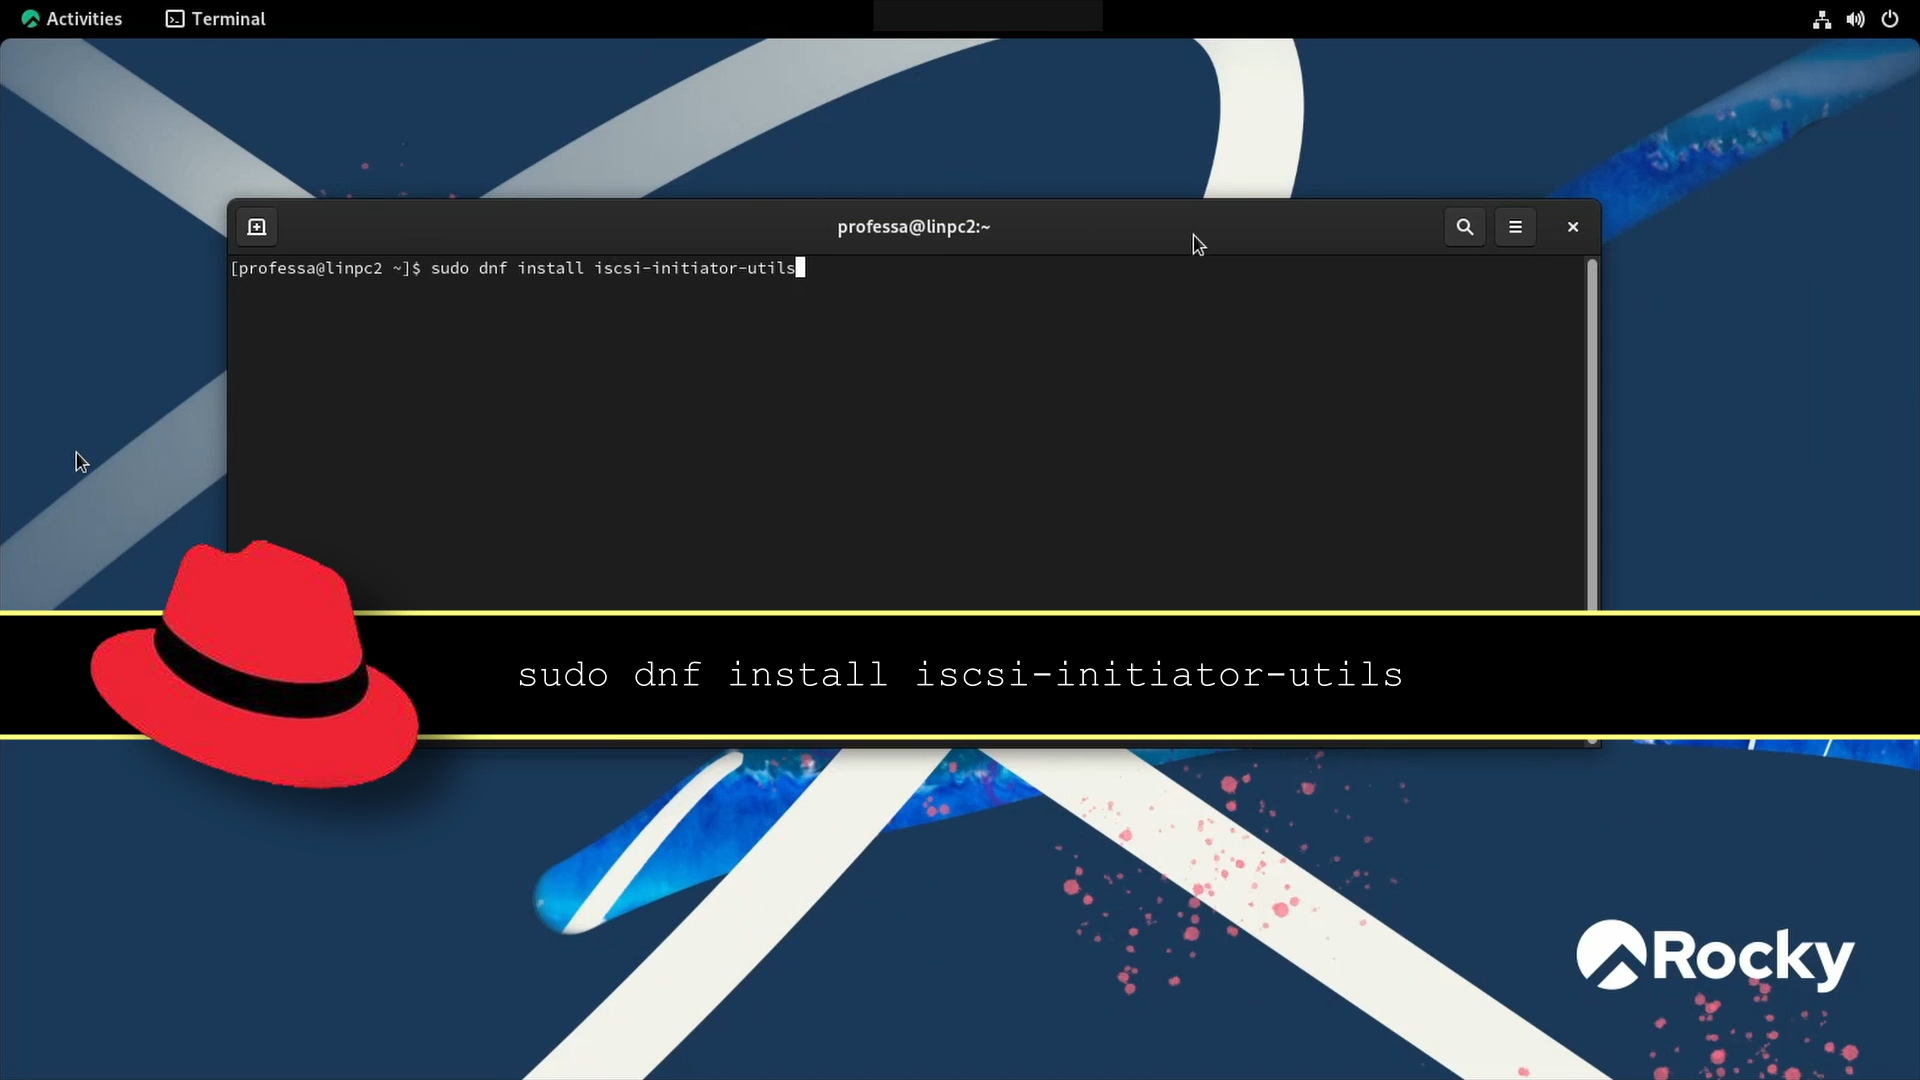 Activities Terminal
professa@linpc2:~
[professa@linpc2 ~]$ sudo dnf install iscsi-initiator-utils
sudo dnf install iscsi-initiator-utils
Rocky